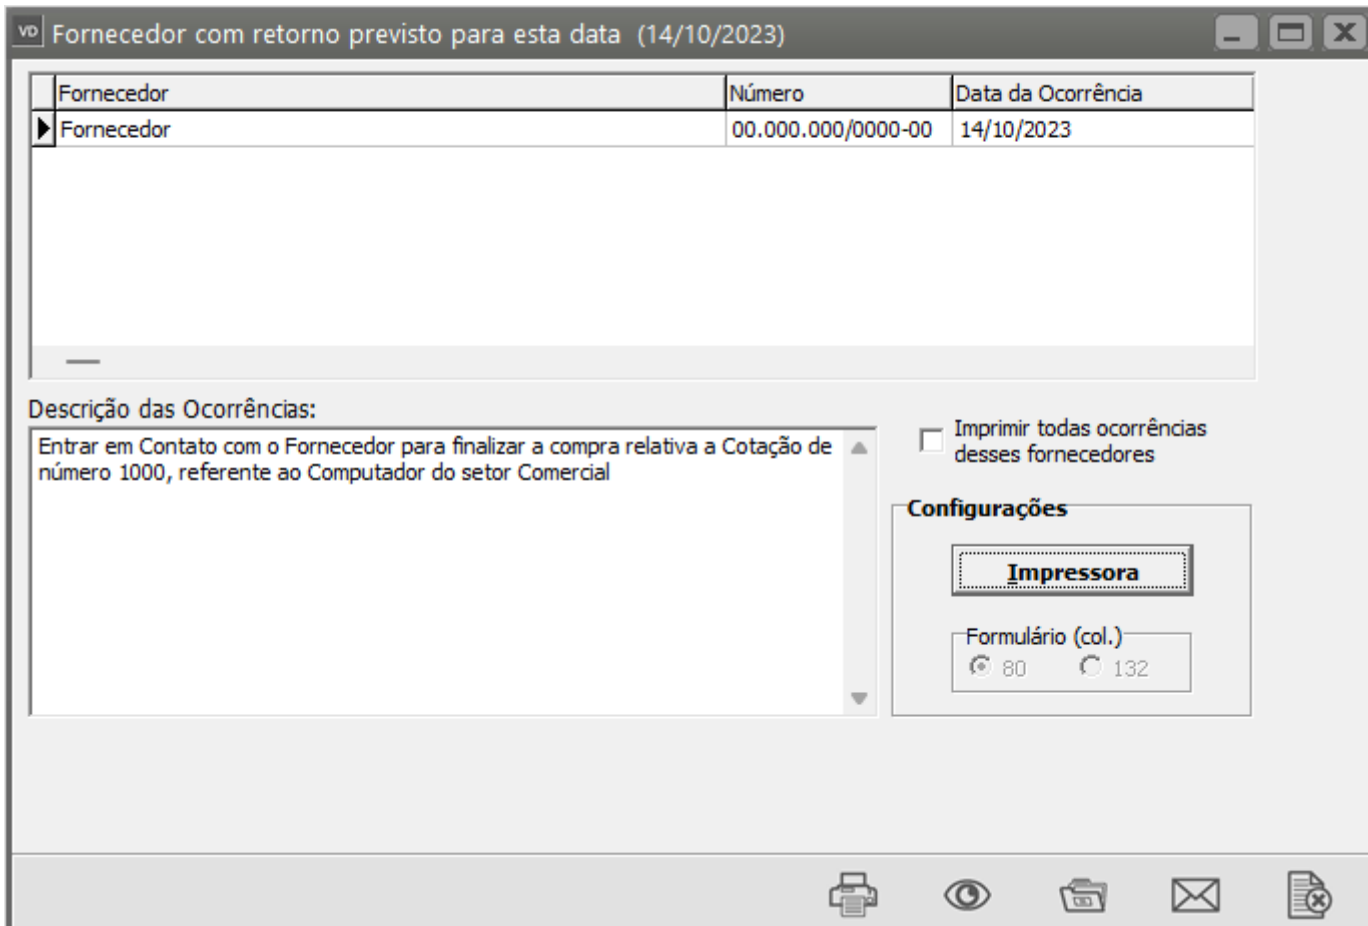 VD Fornecedor com retorno previsto para esta data (14/10/2023)
Fornecedor Número Data da Ocorrência
Fornecedor 00.000.000/0000-00 14/10/2023
Descrição das Ocorrências:
Entrar em Contato com o Fornecedor para finalizar a compra relativa a Cotação de
número 1000, referente ao Computador do setor Comercial
Imprimir todas ocorrências
desses fornecedores
Configurações
Impressora
Formulário (col.)
80 132